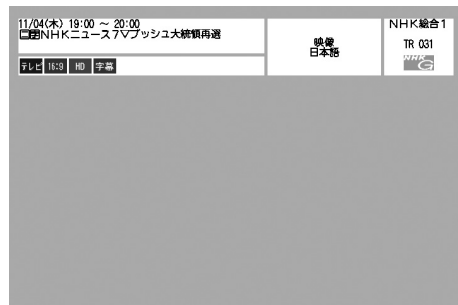 11/04(木) 19:00 ～ 20:00
NHKニュース7▽ブッシュ大統領再選
テレビ 16:9 HD 字幕
映像
日本語
NHK総合1
TR 031
NHK G